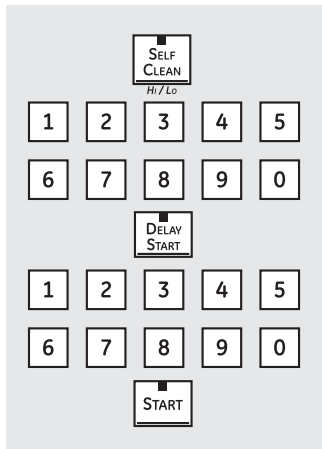 SELF
CLEAN
HI / LO
1 2 3 4 5
6 7 8 9 0
DELAY
START
1 2 3 4 5
6 7 8 9 0
START